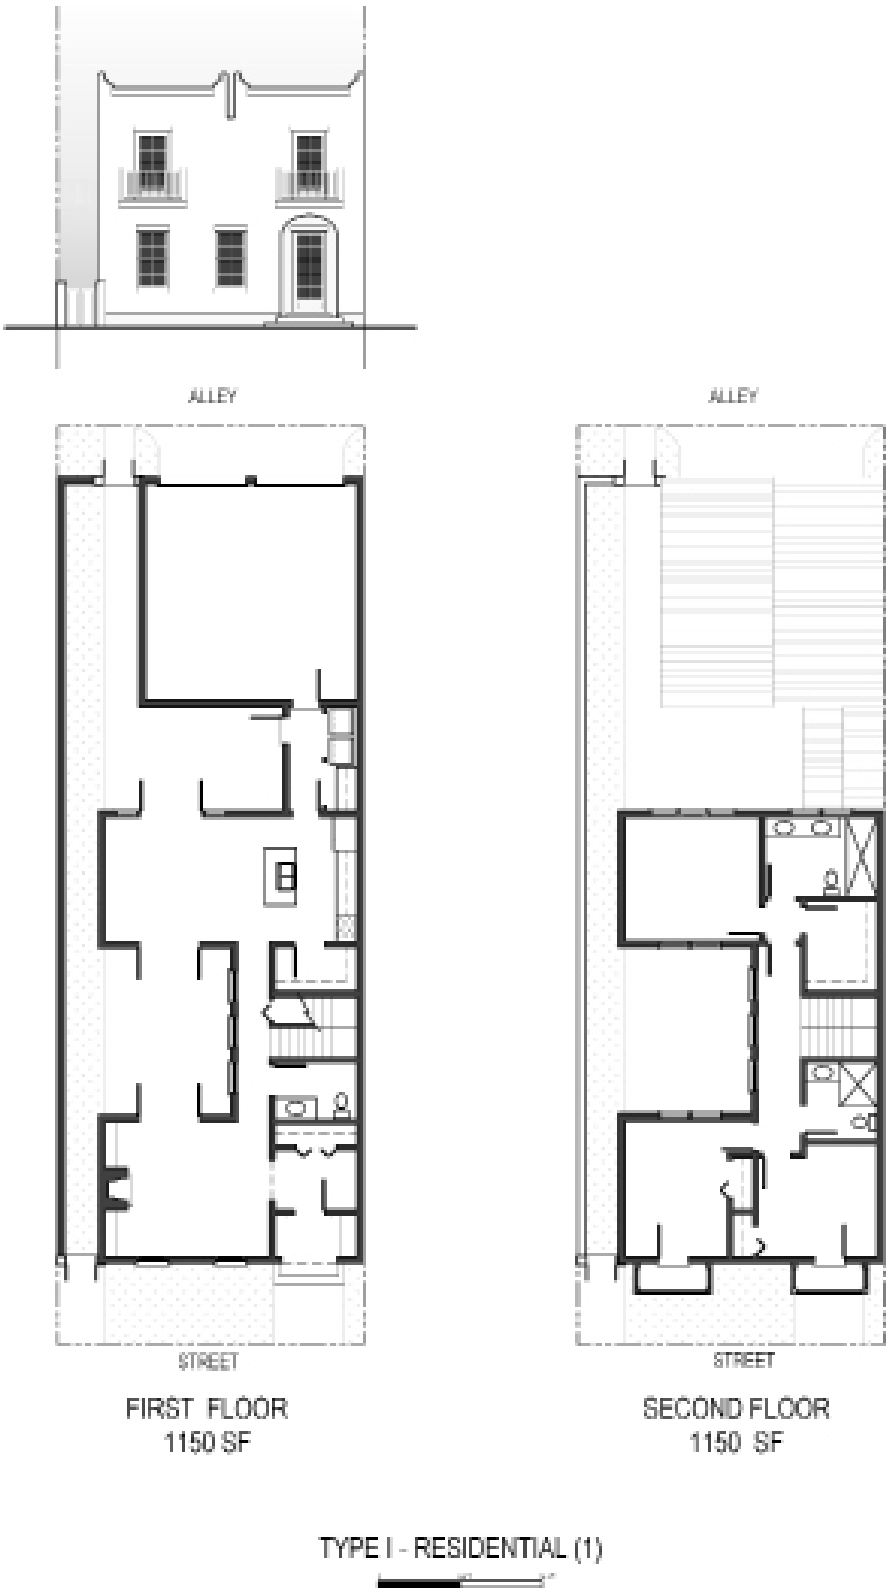 ALLEY
ALLEY
STREET
STREET
FIRST FLOOR
1150 SF
SECOND FLOOR
1150 SF
TYPE I - RESIDENTIAL (1)